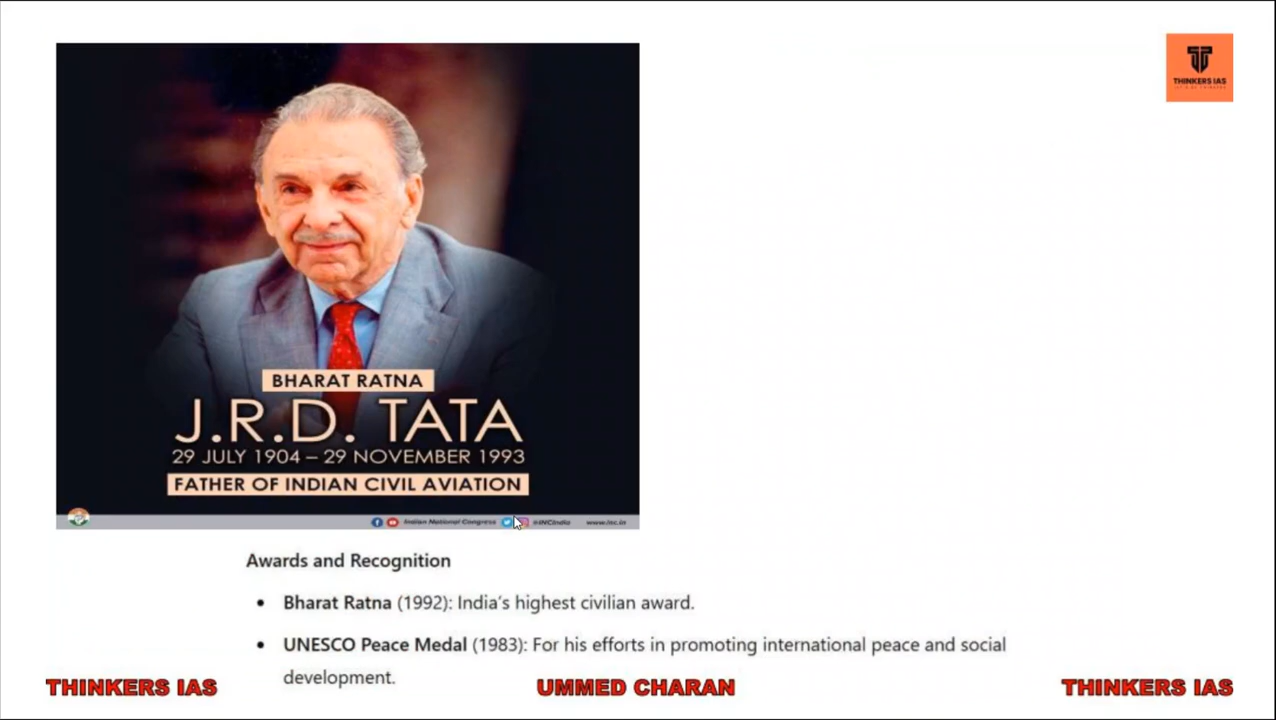 THINKERS IAS
BHARAT RATNA
J.R.D. TATA
29 JULY 1904 – 29 NOVEMBER 1993
FATHER OF INDIAN CIVIL AVIATION
Indian National Congress @INCIndia www.inc.in
Awards and Recognition
• Bharat Ratna (1992): India's highest civilian award.
• UNESCO Peace Medal (1983): For his efforts in promoting international peace and social
development.
THINKERS IAS UMMED CHARAN THINKERS IAS